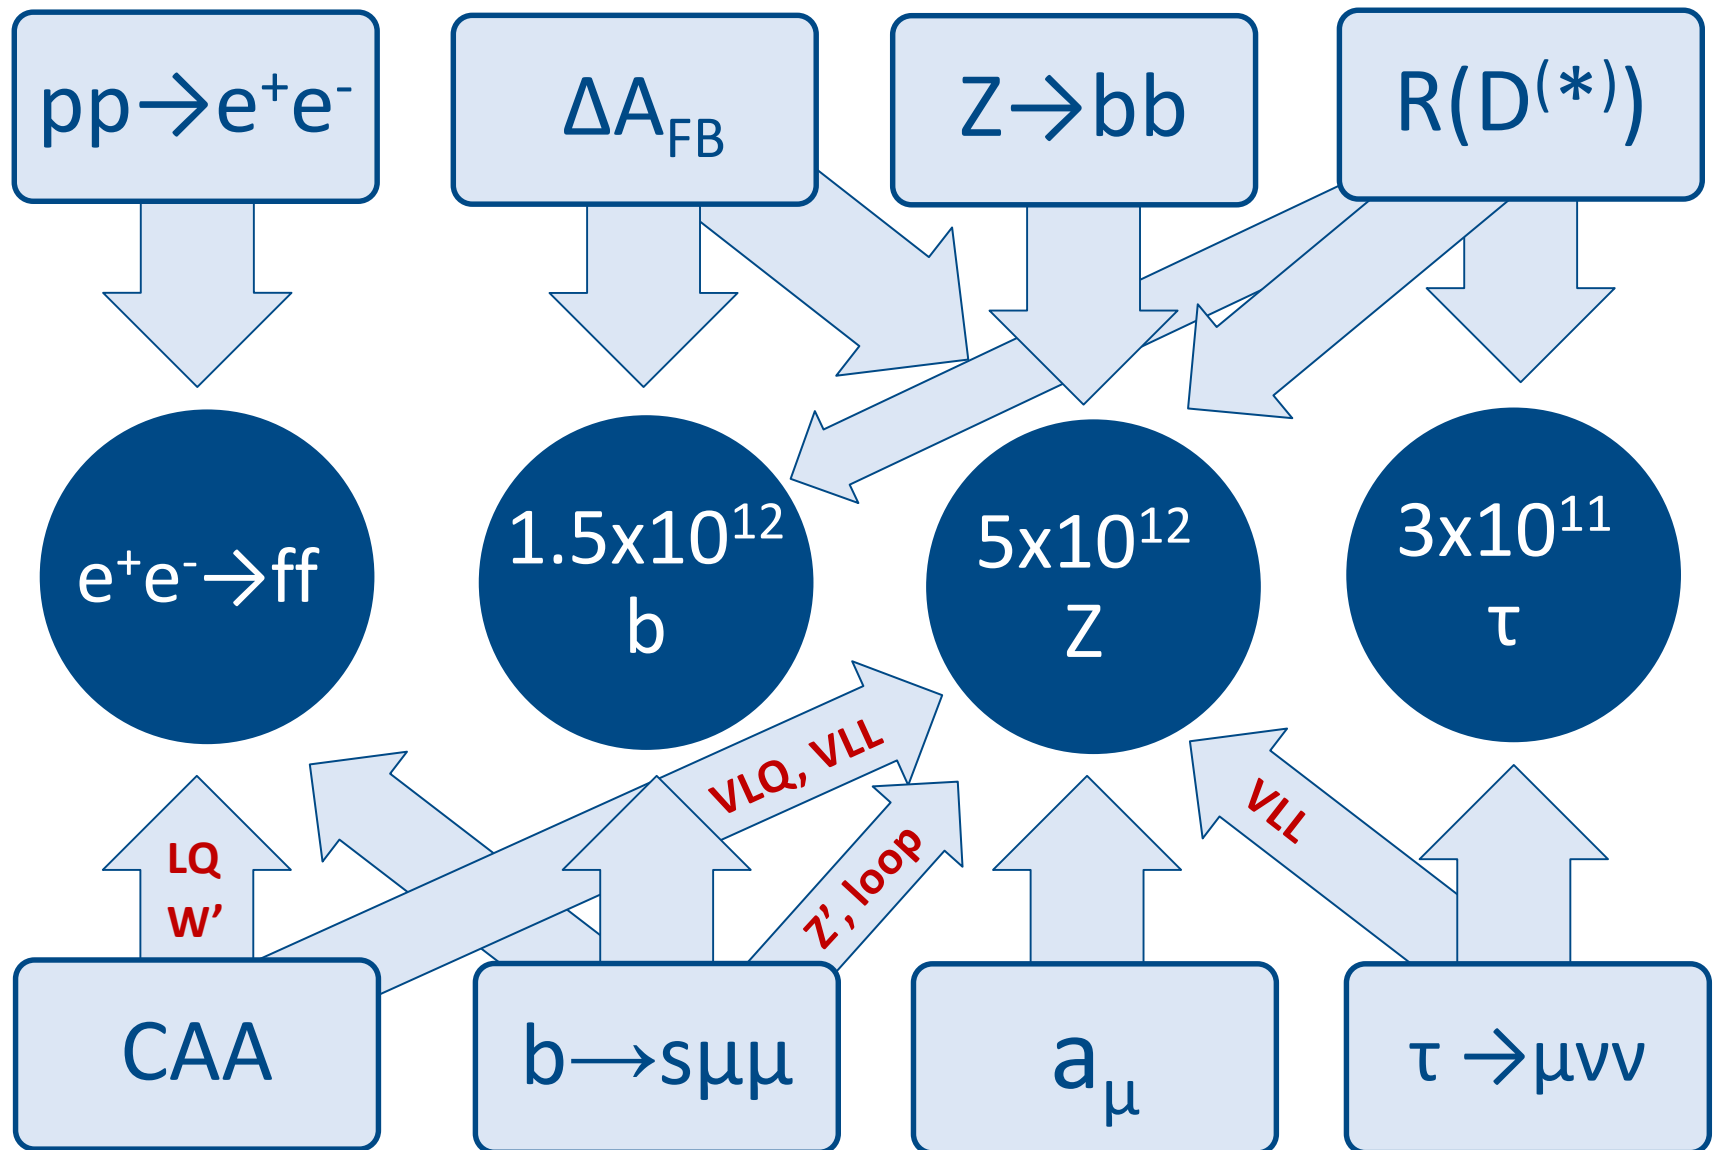 pp→e⁺e⁻
ΔA_FB
Z→bb
R(D⁽*⁾)
e⁺e⁻→ff
1.5x10¹²
b
5x10¹²
Z
3x10¹¹
τ
LQ
W’
VLQ, VLL
Z’, loop
VLL
CAA
b→sμμ
a_μ
τ →μνν